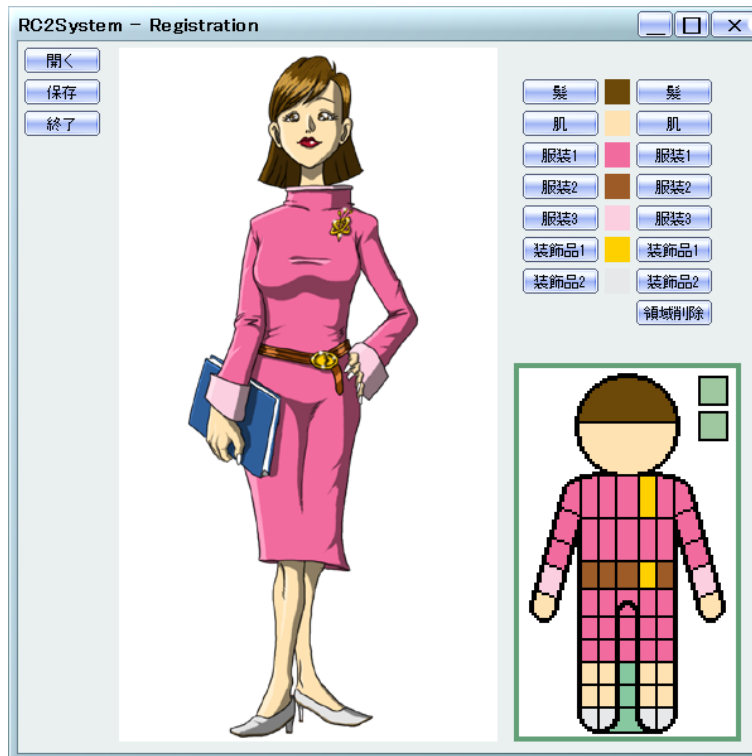 RC2System － Registration
開く
保存
終了
髪 髪
肌 肌
服装1 服装1
服装2 服装2
服装3 服装3
装飾品1 装飾品1
装飾品2 装飾品2
領域削除